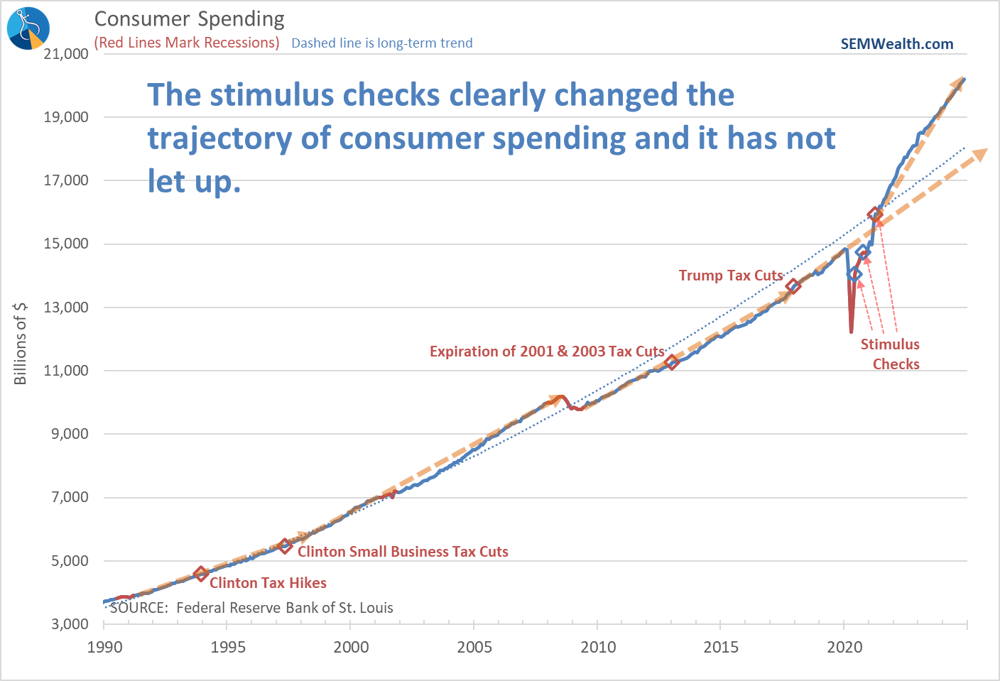 Consumer Spending
(Red Lines Mark Recessions) Dashed line is long-term trend
SEMWealth.com
21,000
The stimulus checks clearly changed the
trajectory of consumer spending and it has not
let up.
19,000
17,000
15,000
13,000
11,000
9,000
7,000
5,000
3,000
Billions of $
Trump Tax Cuts
Expiration of 2001 & 2003 Tax Cuts
Stimulus
Checks
Clinton Small Business Tax Cuts
Clinton Tax Hikes
SOURCE: Federal Reserve Bank of St. Louis
1990
1995
2000
2005
2010
2015
2020